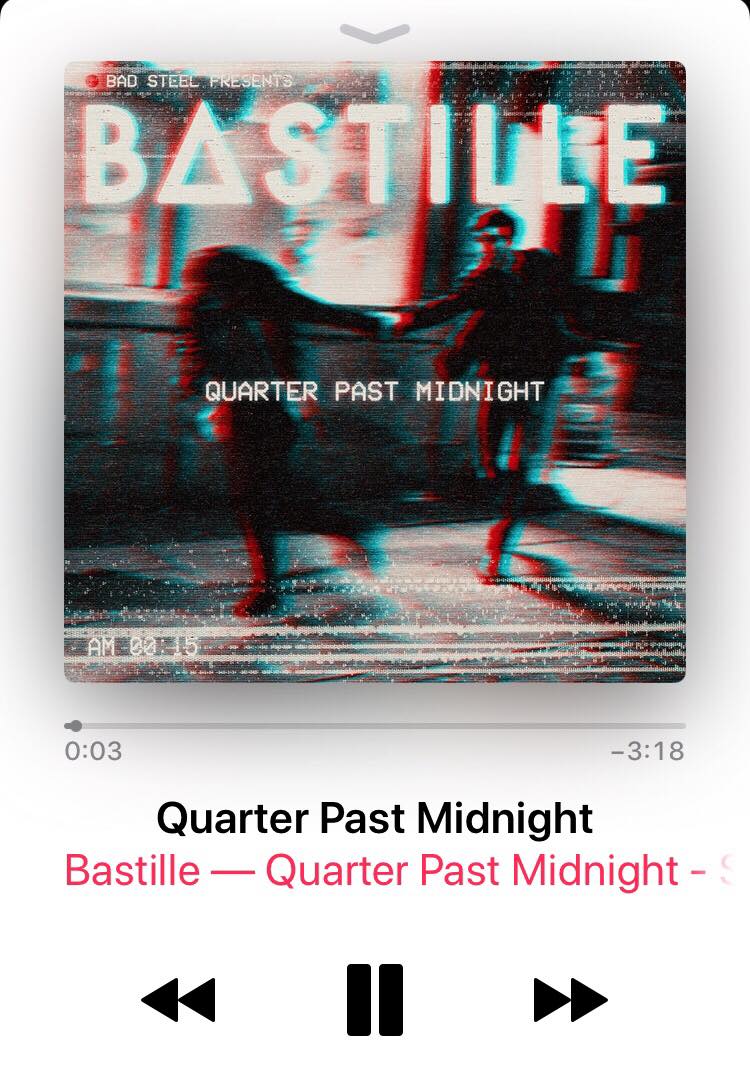 BAD STEEL PRESENTS
BASTILLE
QUARTER PAST MIDNIGHT
AM 00:15
0:03
−3:18
Quarter Past Midnight
Bastille — Quarter Past Midnight -